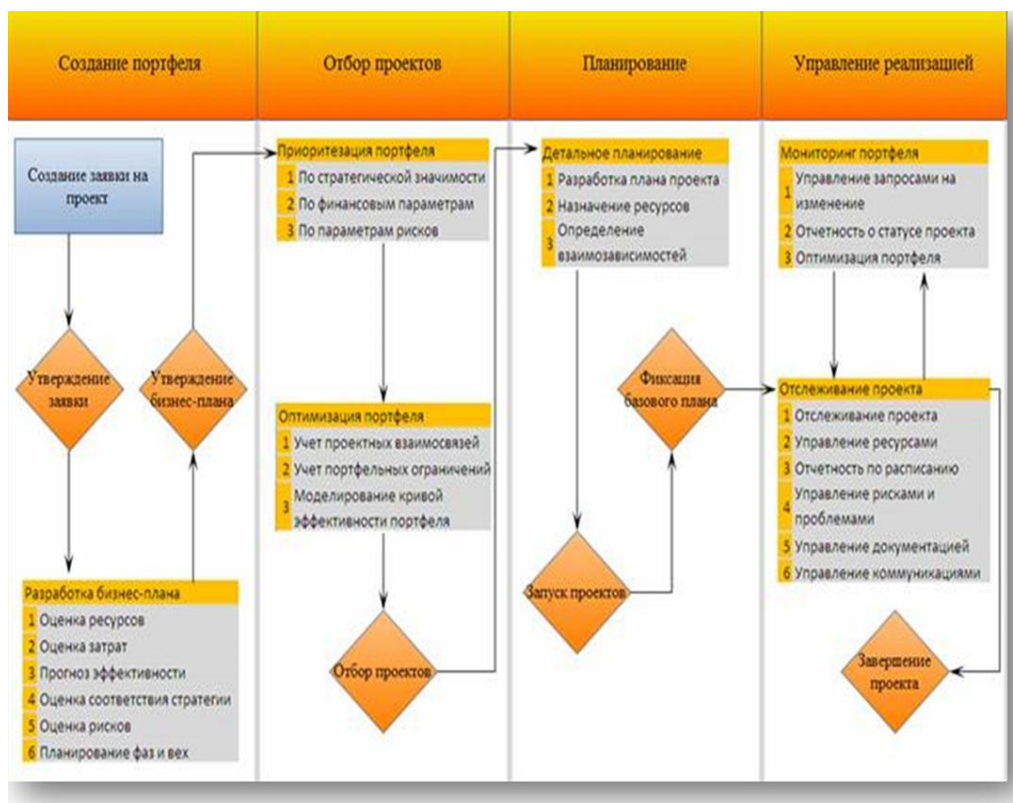 Создание портфеля
Отбор проектов
Планирование
Управление реализацией
Создание заявки на
проект
Утверждение
заявки
Разработка бизнес-плана
1 Оценка ресурсов
2 Оценка затрат
3 Прогноз эффективности
4 Оценка соответствия стратегии
5 Оценка рисков
6 Планирование фаз и вех
Утверждение
бизнес-плана
Приоритезация портфеля
1 По стратегической значимости
2 По финансовым параметрам
3 По параметрам рисков
Оптимизация портфеля
1 Учет проектных взаимосвязей
2 Учет портфельных ограничений
3 Моделирование кривой
эффективности портфеля
Отбор проектов
Детальное планирование
1 Разработка плана проекта
2 Назначение ресурсов
3 Определение
взаимозависимостей
Запуск проектов
Фиксация
базового плана
Мониторинг портфеля
1 Управление запросами на
изменение
2 Отчетность о статусе проекта
3 Оптимизация портфеля
Отслеживание проекта
1 Отслеживание проекта
2 Управление ресурсами
3 Отчетность по расписанию
4 Управление рисками и
проблемами
5 Управление документацией
6 Управление коммуникациями
Завершение
проекта